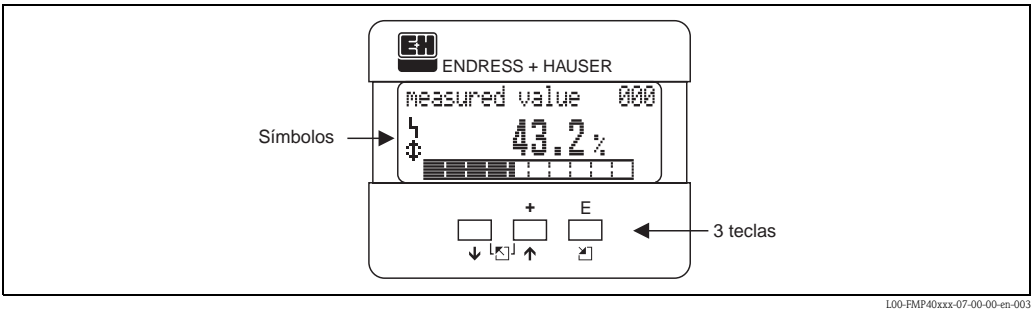 E+H
ENDRESS + HAUSER
measured value 000
Símbolos
43.2 %
+ E
3 teclas
L00-FMP40xxx-07-00-00-en-003